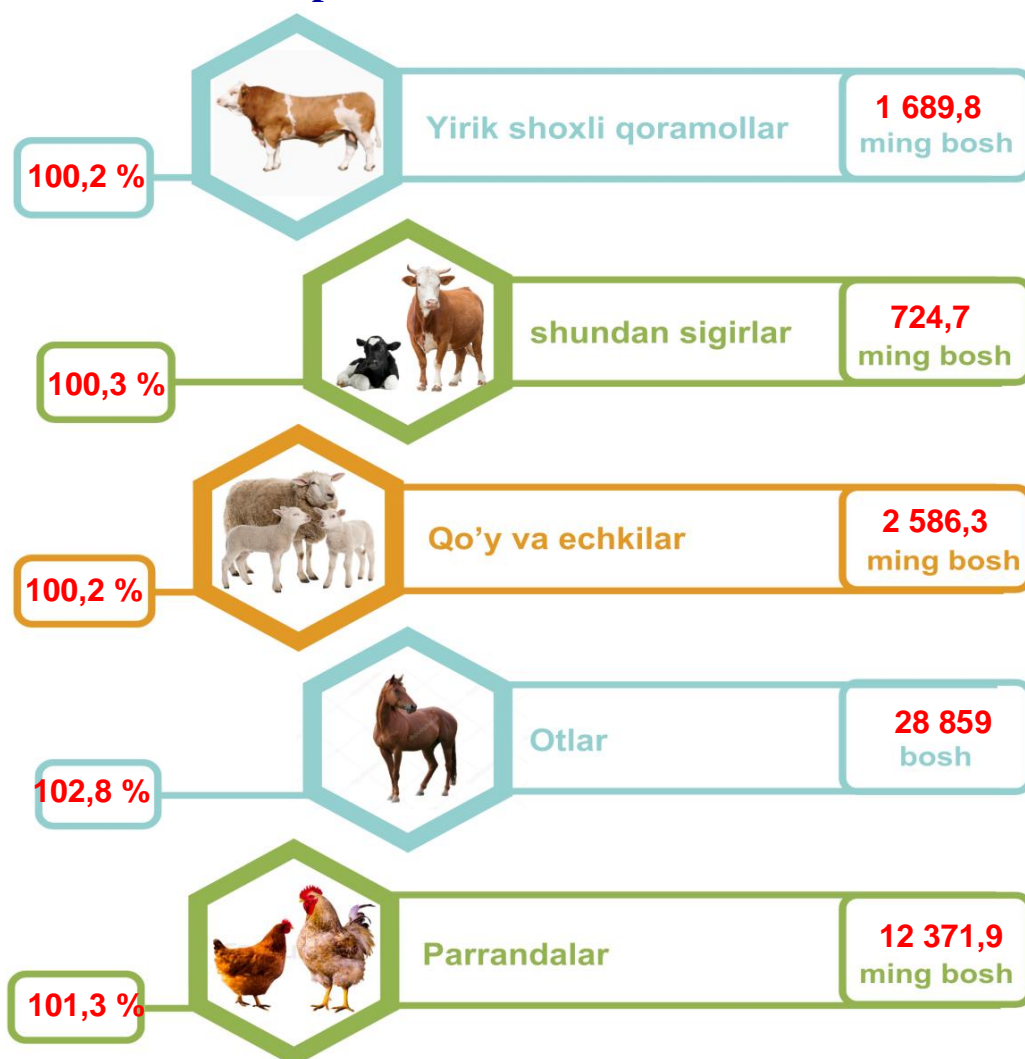 Yirik shoxli qoramollar
1 689,8
ming bosh
100,2 %
shundan sigirlar
724,7
ming bosh
100,3 %
Qo’y va echkilar
2 586,3
ming bosh
100,2 %
Otlar
28 859
bosh
102,8 %
Parrandalar
12 371,9
ming bosh
101,3 %